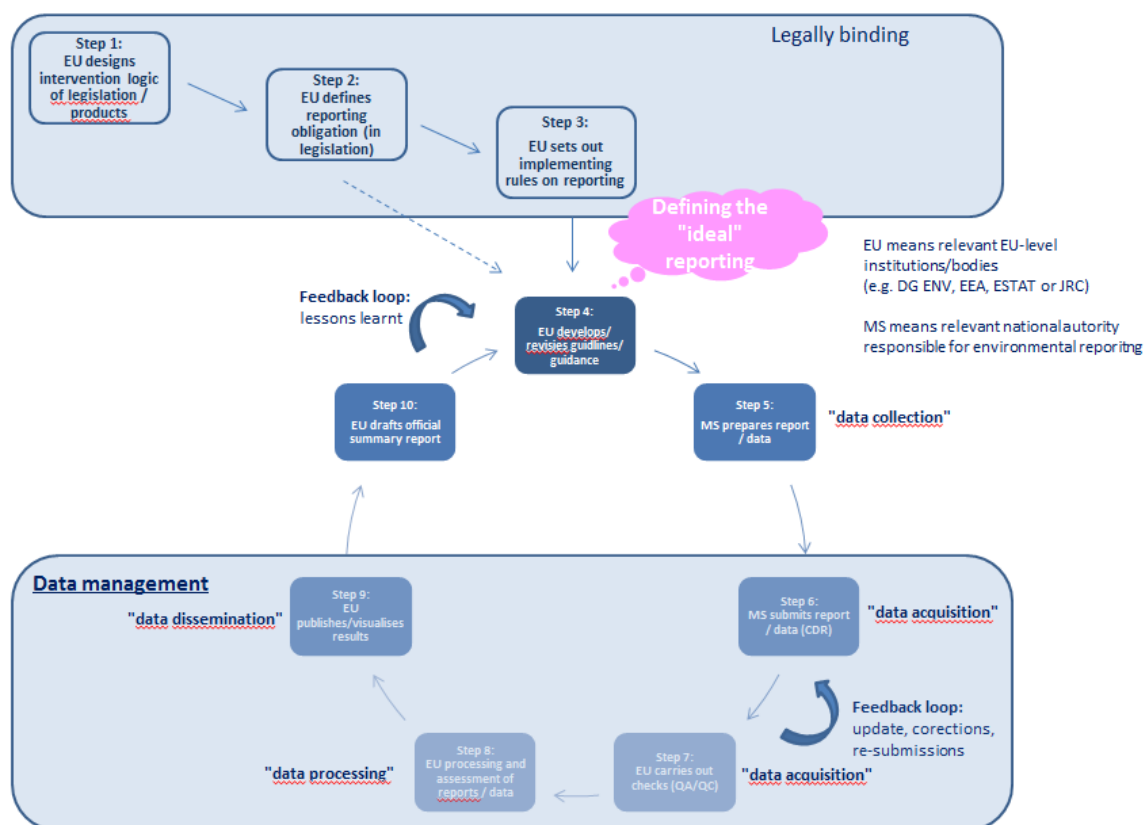 Legally binding
Step 1:
EU designs
intervention logic
of legislation /
products
Step 2:
EU defines
reporting
obligation (in
legislation)
Step 3:
EU sets out
implementing
rules on reporting
Defining the
"ideal"
reporting
EU means relevant EU-level
institutions/bodies
(e.g. DG ENV, EEA, ESTAT or JRC)
MS means relevant national autority
responsible for environmental reporitng
Feedback loop:
lessons learnt
Step 4:
EU develops/
revisies guidlines/
guidance
Step 10:
EU drafts official
summary report
Step 5:
MS prepares report
/ data
"data collection"
Data management
Step 9:
EU
publishes/visualises
results
"data dissemination"
Step 6:
MS submits report
/ data (CDR)
"data acquisition"
Feedback loop:
update, corections,
re-submissions
Step 8:
EU processing and
assessment of
reports / data
"data processing"
Step 7:
EU carries out
checks (QA/QC)
"data acquisition"